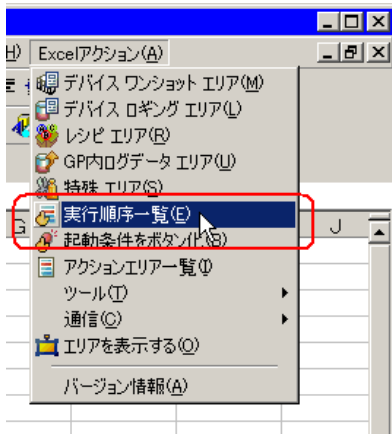 H) Excelアクション(A)
デバイス ワンショット エリア(M)
デバイス ロギング エリア(L)
レシピ エリア(R)
GP内ログデータ エリア(U)
特殊 エリア(S)
実行順序一覧(E)
起動条件をボタン化(B)
G J
アクションエリア一覧(I)
ツール(T)
通信(C)
エリアを表示する(O)
バージョン情報(A)